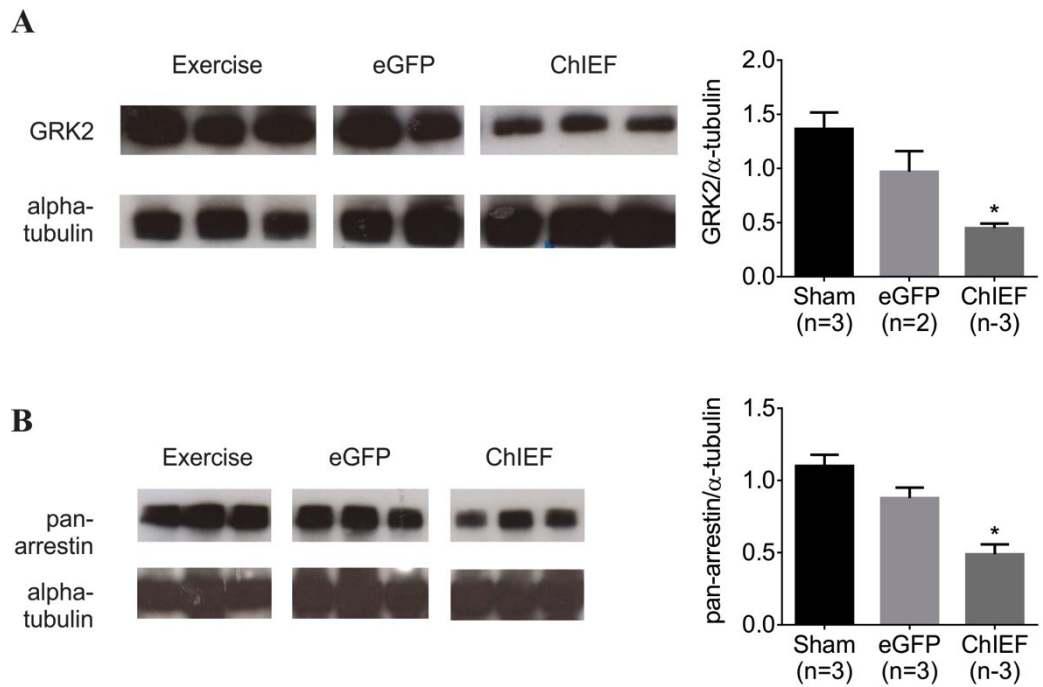 A
Exercise eGFP ChIEF
GRK2
alpha-
tubulin
GRK2/α-tubulin
2.0
1.5
1.0
0.5
0.0
*
Sham eGFP ChIEF
(n=3) (n=2) (n-3)
B
Exercise eGFP ChIEF
pan-
arrestin
alpha-
tubulin
pan-arrestin/α-tubulin
1.5
1.0
0.5
0.0
*
Sham eGFP ChIEF
(n=3) (n=3) (n-3)